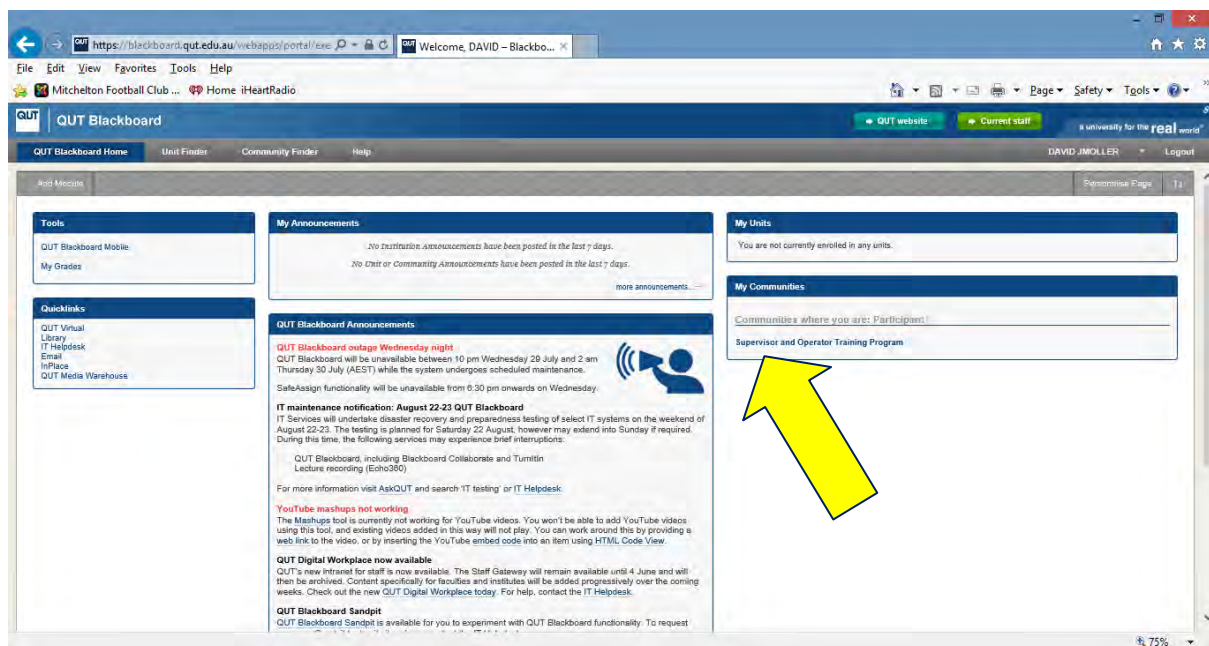 https://blackboard.qut.edu.au/webapps/portal/exe
Welcome, DAVID – Blackbo...
File Edit View Favorites Tools Help
Mitchelton Football Club ... Home iHeartRadio
Page Safety Tools
QUT QUT Blackboard
QUT website
Current staff
a university for the real world
QUT Blackboard Home Unit Finder Community Finder Help
DAVID JMOLLER Logout
Add Module
Personalise Page
Tools
QUT Blackboard Mobile
My Grades
Quicklinks
QUT Virtual
Library
IT Helpdesk
Email
InPlace
QUT Media Warehouse
My Announcements
No Institution Announcements have been posted in the last 7 days.
No Unit or Community Announcements have been posted in the last 7 days.
more announcements...
QUT Blackboard Announcements
QUT Blackboard outage Wednesday night
QUT Blackboard will be unavailable between 10 pm Wednesday 29 July and 2 am
Thursday 30 July (AEST) while the system undergoes scheduled maintenance.
SafeAssign functionality will be unavailable from 6:30 pm onwards on Wednesday.
IT maintenance notification: August 22-23 QUT Blackboard
IT Services will undertake disaster recovery and preparedness testing of select IT systems on the weekend of
August 22-23. The testing is planned for Saturday 22 August, however may extend into Sunday if required.
During this time, the following services may experience brief interruptions:
QUT Blackboard, including Blackboard Collaborate and Turnitin
Lecture recording (Echo360)
For more information visit AskQUT and search 'IT testing' or IT Helpdesk.
YouTube mashups not working
The Mashups tool is currently not working for YouTube videos. You won't be able to add YouTube videos
using this tool, and existing videos added in this way will not play. You can work around this by providing a
web link to the video, or by inserting the YouTube embed code into an item using HTML Code View.
QUT Digital Workplace now available
QUT's new intranet for staff is now available. The Staff Gateway will remain available until 4 June and will
then be archived. Content specifically for faculties and institutes will be added progressively over the coming
weeks. Check out the new QUT Digital Workplace today. For help, contact the IT Helpdesk.
QUT Blackboard Sandpit
QUT Blackboard Sandpit is available for you to experiment with QUT Blackboard functionality. To request
My Units
You are not currently enrolled in any units.
My Communities
Communities where you are: Participant
Supervisor and Operator Training Program
75%